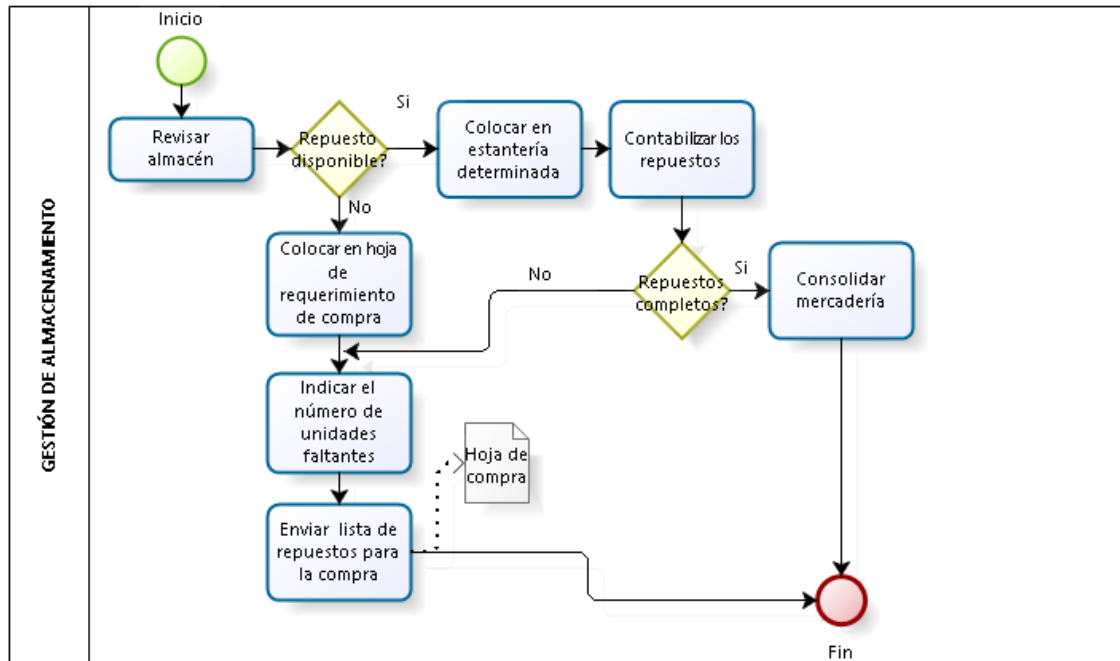 GESTIÓN DE ALMACENAMIENTO
Inicio
Revisar
almacén
Repuesto
disponible?
Si
Colocar en
estantería
determinada
Contabilizar los
repuestos
No
Colocar en hoja
de
requerimiento
de compra
No
Repuestos
completos?
Si
Consolidar
mercadería
Indicar el
número de
unidades
faltantes
Hoja de
compra
Enviar lista de
repuestos para
la compra
Fin